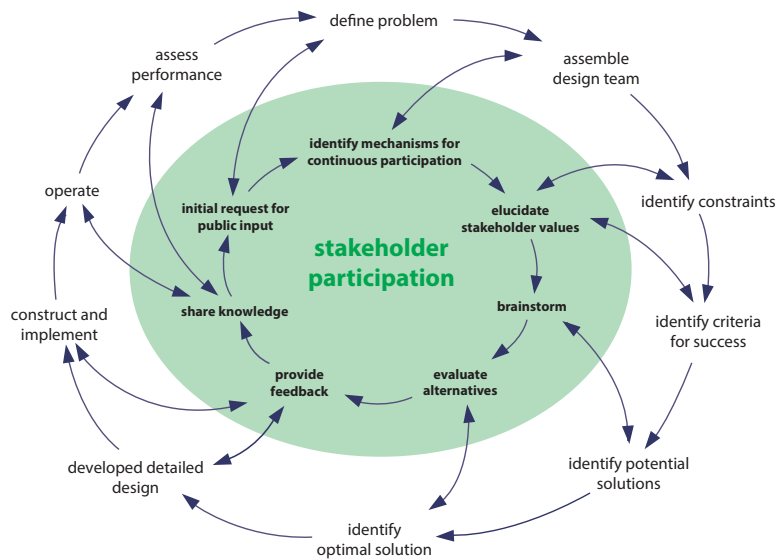 define problem
assess
performance
assemble
design team
identify mechanisms for
continuous participation
operate
initial request for
public input
elucidate
stakeholder values
identify constraints
stakeholder
participation
construct and
implement
share knowledge
brainstorm
identify criteria
for success
provide
feedback
evaluate
alternatives
developed detailed
design
identify potential
solutions
identify
optimal solution